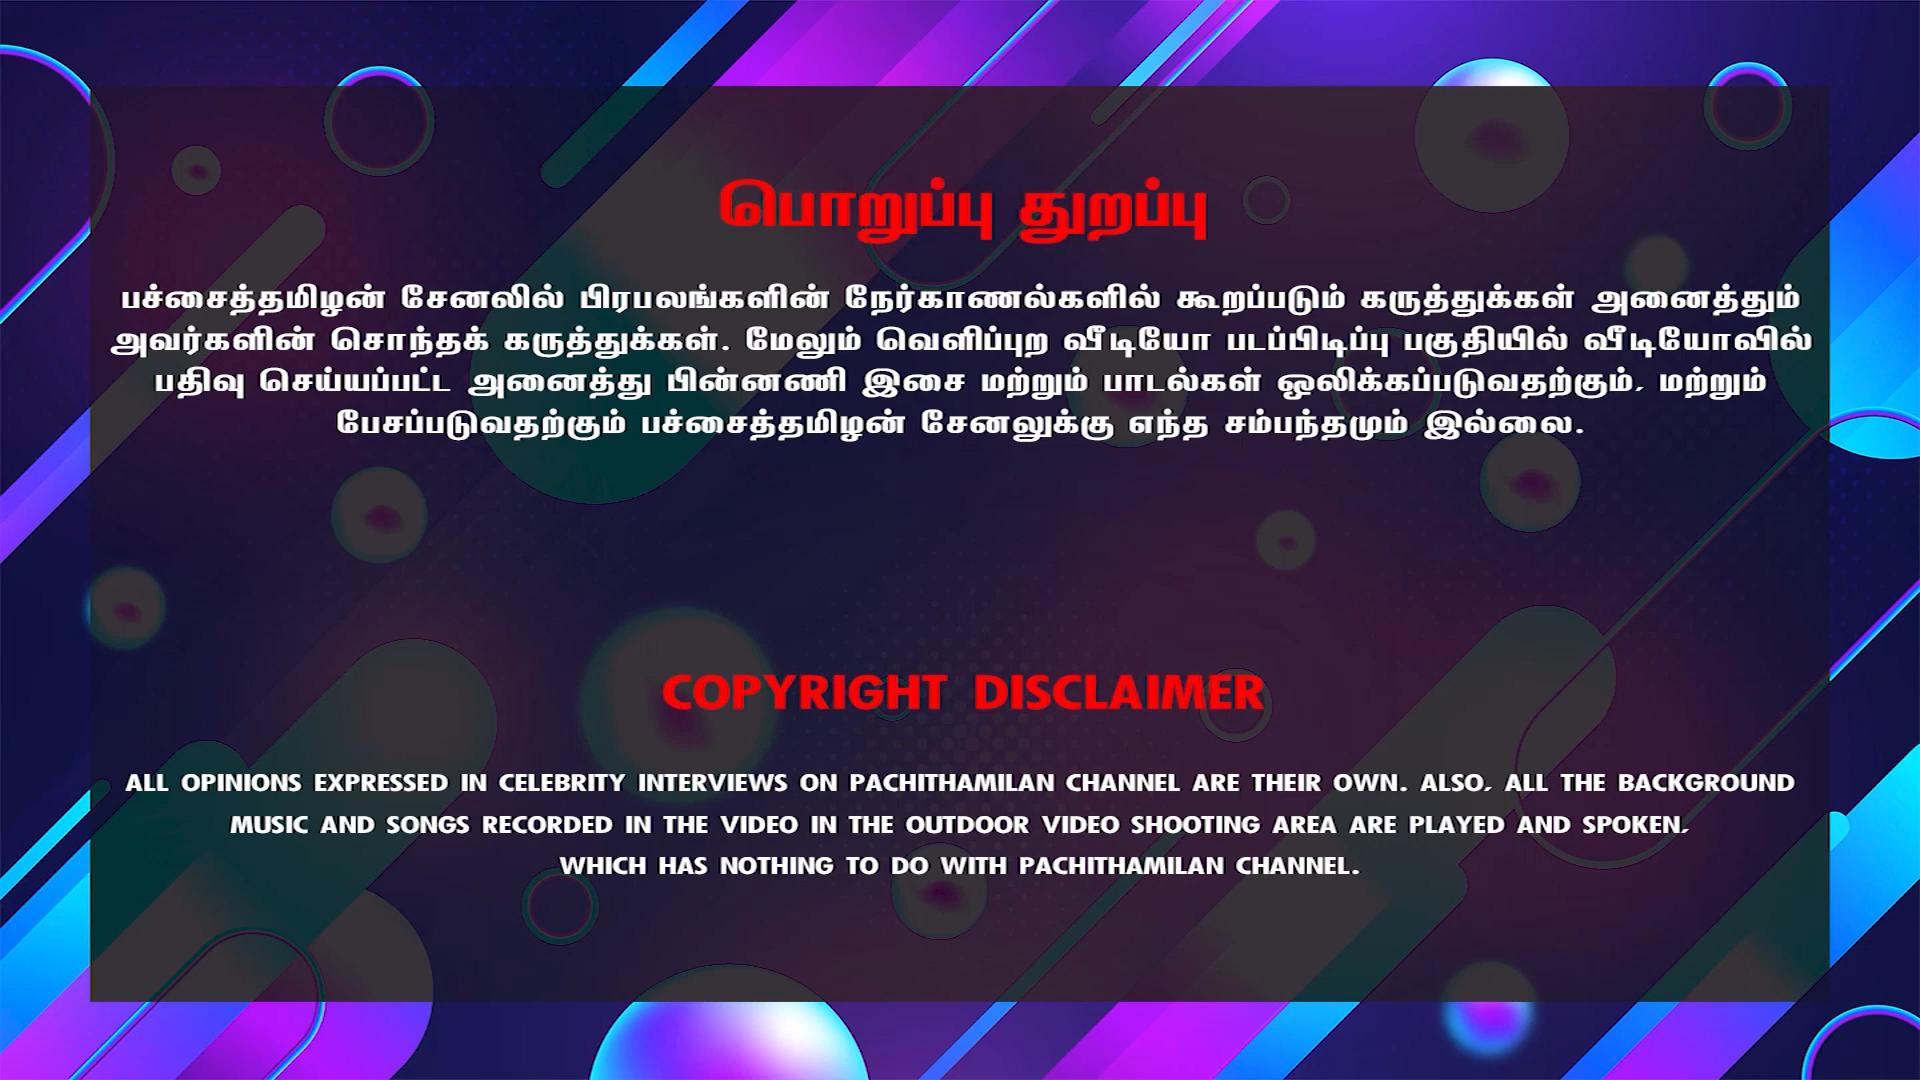 பொறுப்பு துறப்பு
பச்சைத்தமிழன் சேனலில் பிரபலங்களின் நேர்காணல்களில் கூறப்படும் கருத்துக்கள் அனைத்தும்
அவர்களின் சொந்தக் கருத்துக்கள். மேலும் வெளிப்புற வீடியோ படப்பிடிப்பு பகுதியில் வீடியோவில்
பதிவு செய்யப்பட்ட அனைத்து பின்னணி இசை மற்றும் பாடல்கள் ஒலிக்கப்படுவதற்கும், மற்றும்
பேசப்படுவதற்கும் பச்சைத்தமிழன் சேனலுக்கு எந்த சம்பந்தமும் இல்லை.
COPYRIGHT DISCLAIMER
ALL OPINIONS EXPRESSED IN CELEBRITY INTERVIEWS ON PACHITHAMILAN CHANNEL ARE THEIR OWN. ALSO, ALL THE BACKGROUND
MUSIC AND SONGS RECORDED IN THE VIDEO IN THE OUTDOOR VIDEO SHOOTING AREA ARE PLAYED AND SPOKEN,
WHICH HAS NOTHING TO DO WITH PACHITHAMILAN CHANNEL.